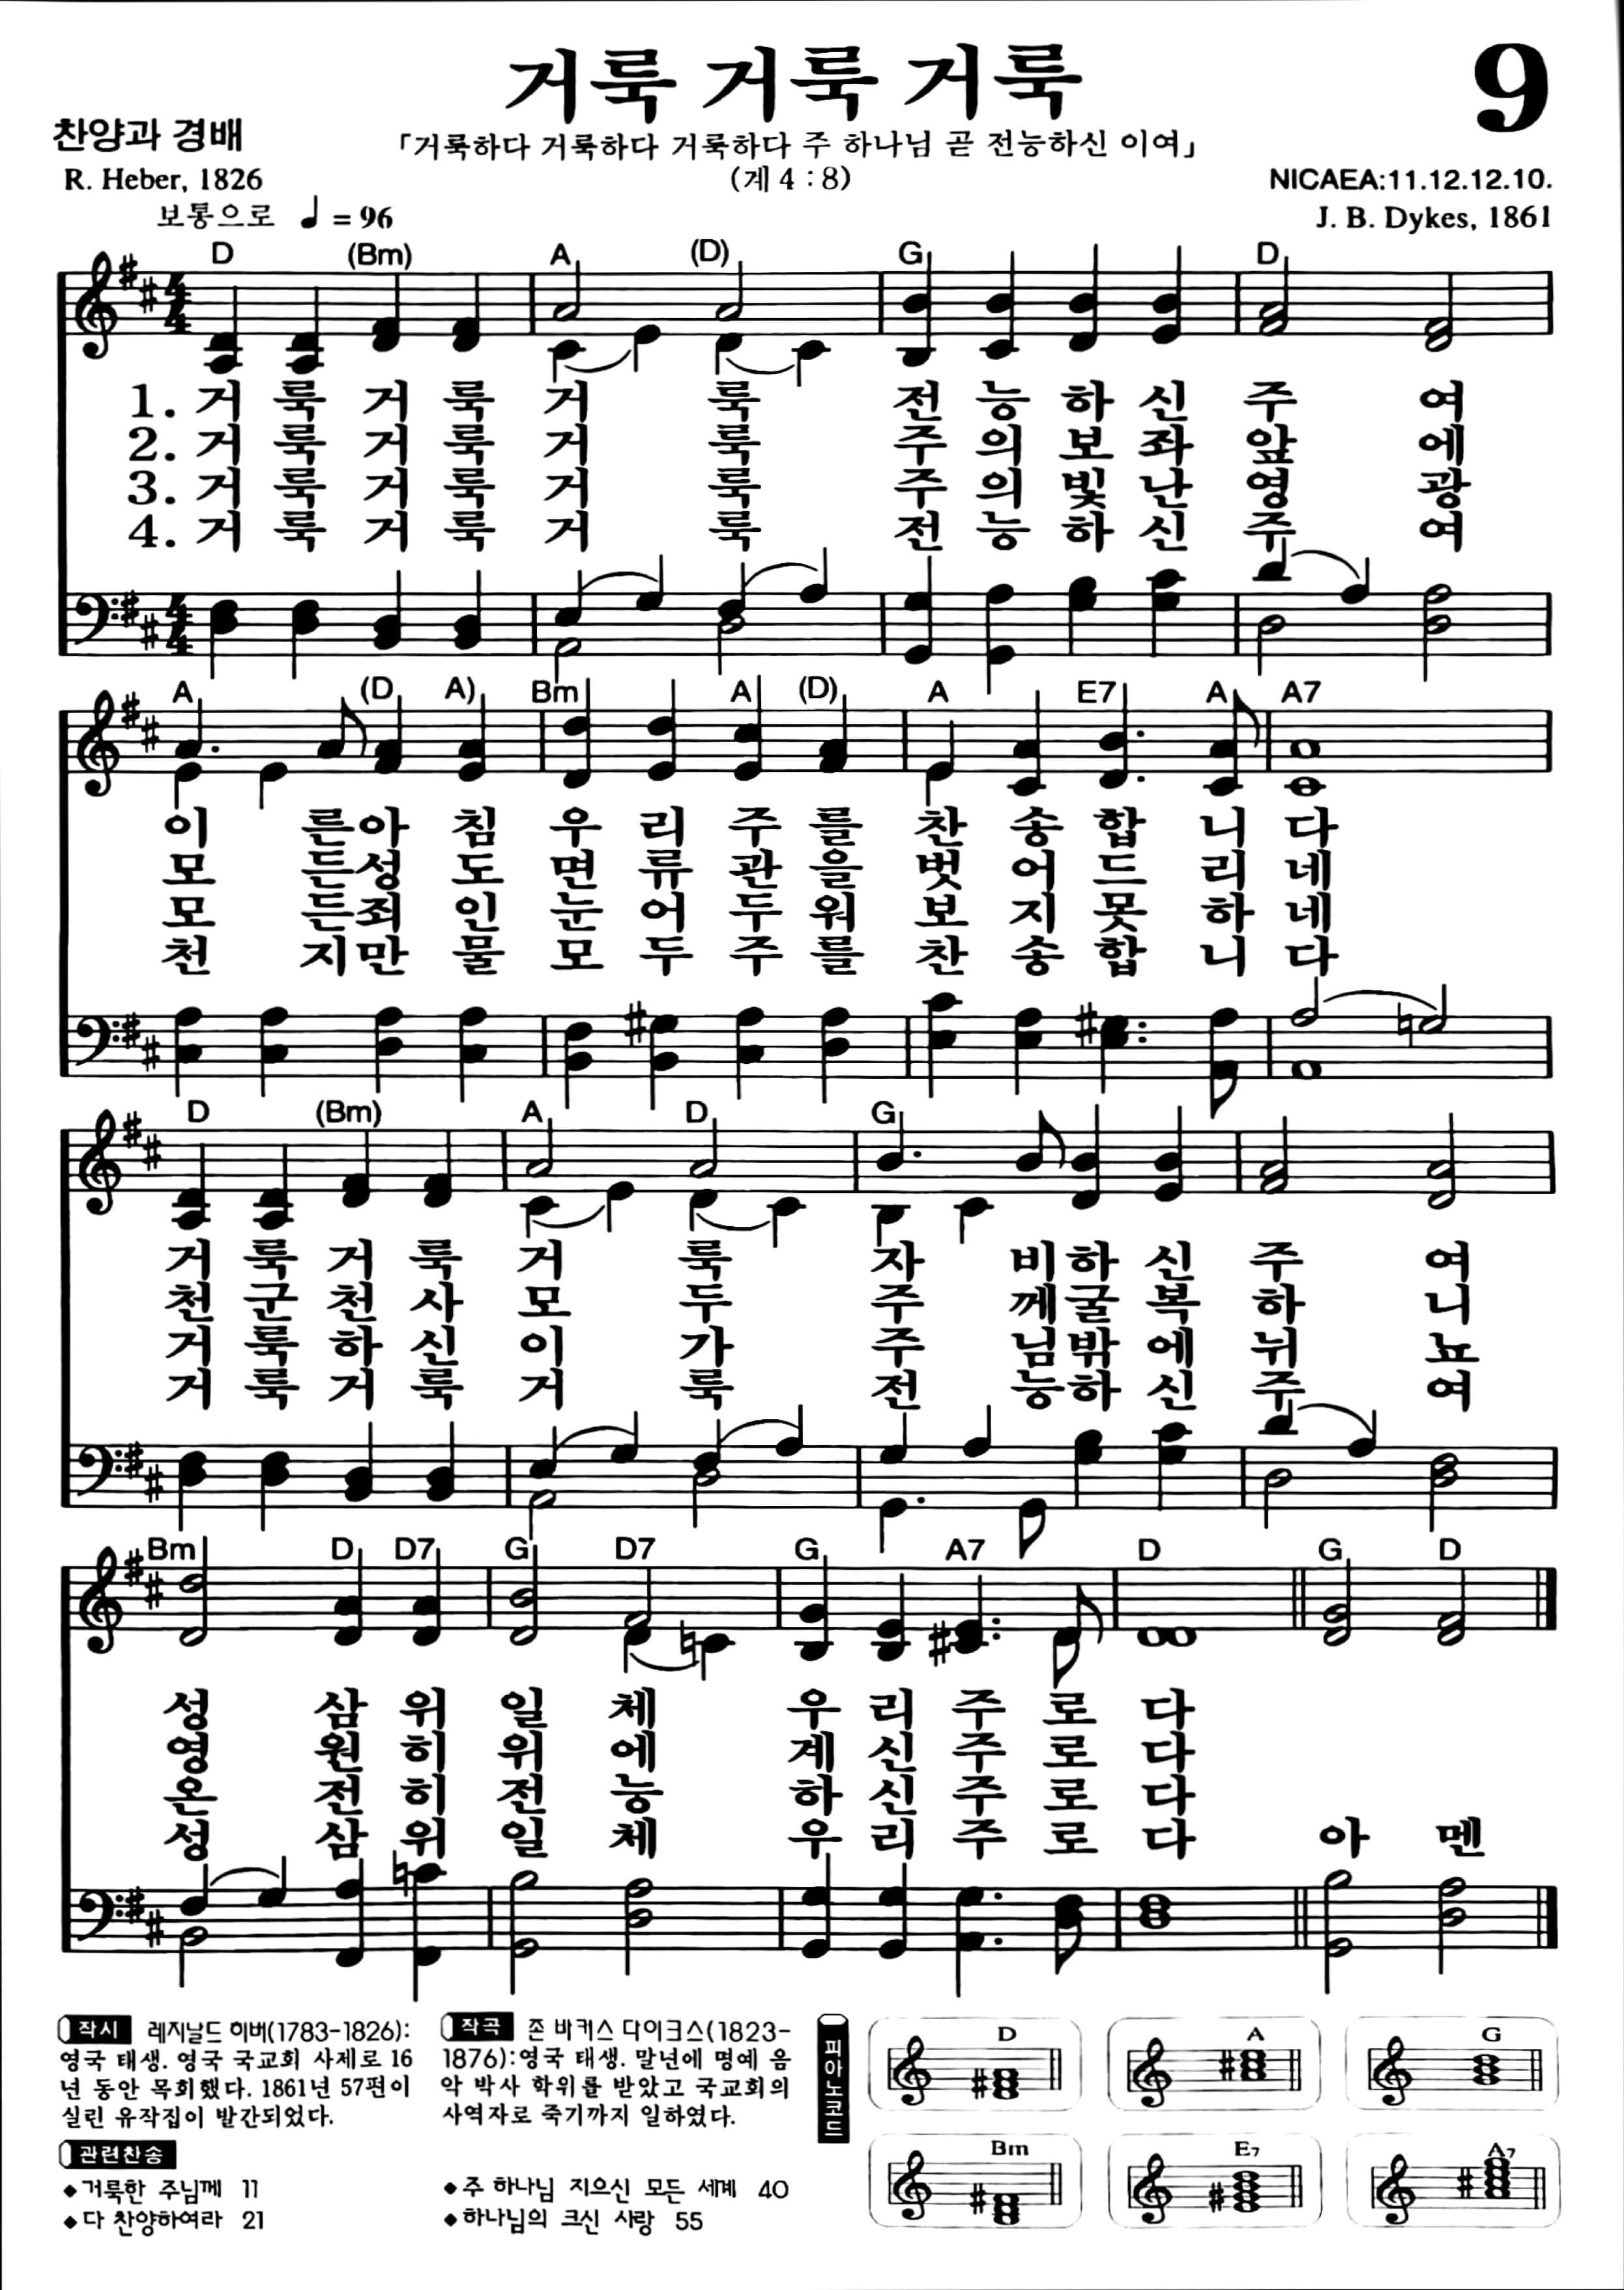 거룩 거룩 거룩
9
찬양과 경배
「거룩하다 거룩하다 거룩하다 주 하나님 곧 전능하신 이여」
R. Heber, 1826
(계 4 : 8)
NICAEA:11.12.12.10.
보통으로 ♩ = 96
J. B. Dykes, 1861
D (Bm) A (D) G D
1. 거 룩 거 룩 거 룩 전 능 하 신 주 여
2. 거 룩 거 룩 거 룩 주 의 보 좌 앞 에
3. 거 룩 거 룩 거 룩 주 의 빛 난 영 광
4. 거 룩 거 룩 거 룩 전 능 하 신 주 여
A (D A) Bm A (D) A E7 A A7
이 른아 침 우 리 주 를 찬 송 합 니 다
모 든성 도 면 류 관 을 벗 어 드 리 네
모 든죄 인 눈 어 두 워 보 지 못 하 네
천 지만 물 모 두 주 를 찬 송 합 니 다
D (Bm) A D G
거 룩 거 룩 거 룩 자 비하 신 주 여
천 군 천 사 모 두 주 께굴 복 하 니
거 룩 하 신 이 가 주 님밖 에 뉘 뇨
거 룩 거 룩 거 룩 전 능하 신 주 여
Bm D D7 G D7 G A7 D G D
성 삼 위 일 체 우 리 주 로 다
영 원 히 위 에 계 신 주 로 다
온 전 히 전 능 하 신 주 로 다
성 삼 위 일 체 우 리 주 로 다 아 멘
작시 레지날드 히버(1783-1826):
영국 태생. 영국 국교회 사제로 16
년 동안 목회했다. 1861년 57편이
실린 유작집이 발간되었다.
작곡 존 바커스 다이크스(1823-
1876):영국 태생. 말년에 명예 음
악 박사 학위를 받았고 국교회의
사역자로 죽기까지 일하였다.
관련찬송
◆거룩한 주님께 11
◆다 찬양하여라 21
◆주 하나님 지으신 모든 세계 40
◆하나님의 크신 사랑 55
피아노코드
D A G
Bm E7 A7